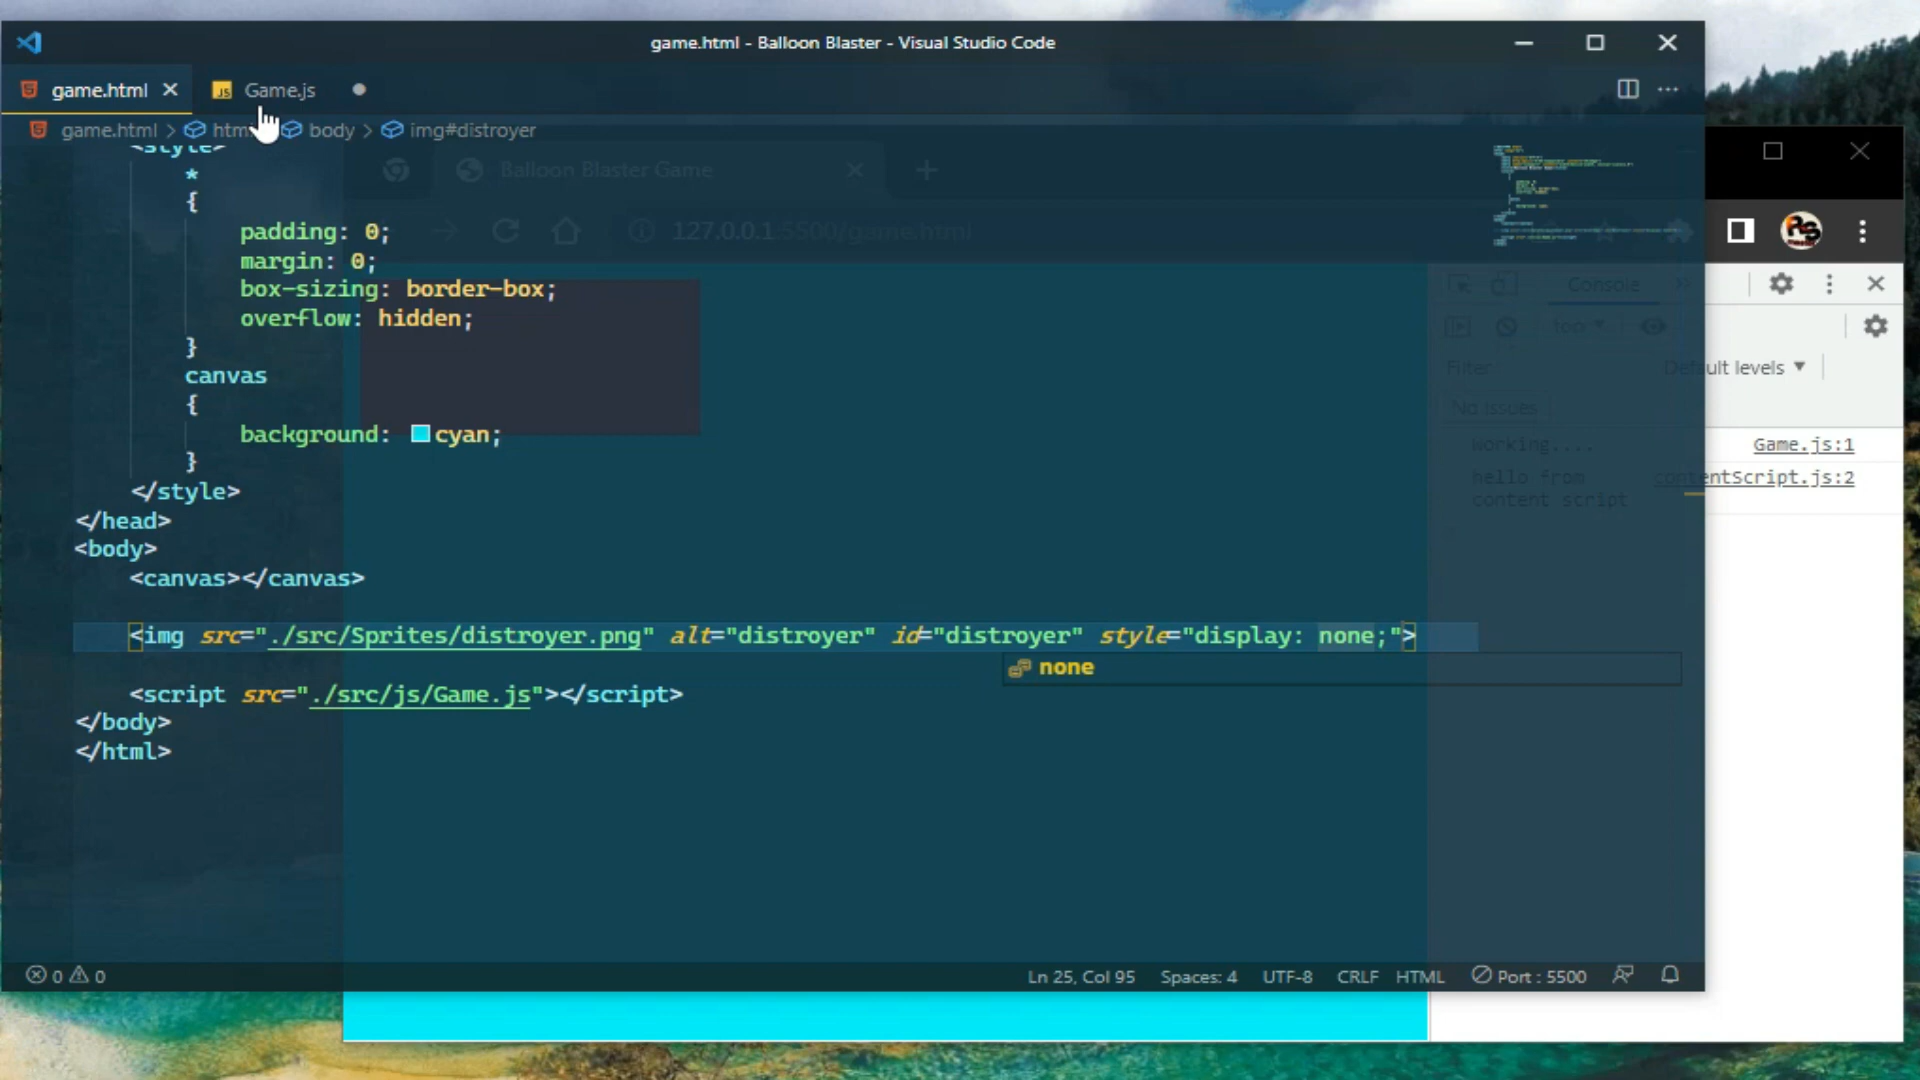 game.html - Balloon Blaster - Visual Studio Code
game.html
JS Game.js
game.html > html > body > img#distroyer
<style>
*
{
padding: 0;
margin: 0;
box-sizing: border-box;
overflow: hidden;
}
canvas
{
background: cyan;
}
</style>
</head>
<body>
<canvas></canvas>
<img src="./src/Sprites/distroyer.png" alt="distroyer" id="distroyer" style="display: none;">
none
<script src="./src/js/Game.js"></script>
</body>
</html>
0 0
Ln 25, Col 95 Spaces: 4 UTF-8 CRLF HTML Port : 5500
Balloon Blaster Game
127.0.0.1:5500/game.html
RS
Console
top
Filter
Default levels
No Issues
working.... Game.js:1
hello from contentScript.js:2
content script